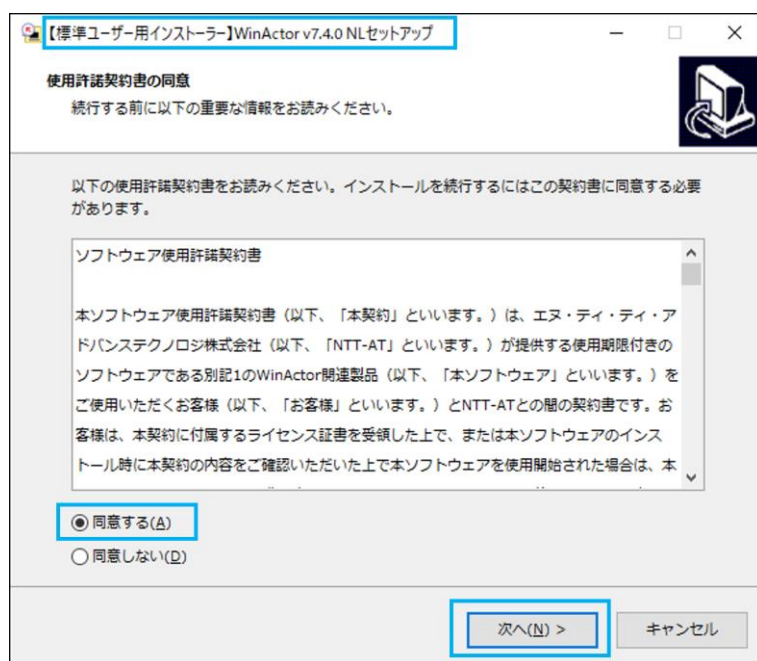 【標準ユーザー用インストーラー】WinActor v7.4.0 NLセットアップ
使用許諾契約書の同意
続行する前に以下の重要な情報をお読みください。
以下の使用許諾契約書をお読みください。インストールを続行するにはこの契約書に同意する必要
があります。
ソフトウェア使用許諾契約書
本ソフトウェア使用許諾契約書（以下、「本契約」といいます。）は、エヌ・ティ・ティ・ア
ドバンステクノロジ株式会社（以下、「NTT-AT」といいます。）が提供する使用期限付きの
ソフトウェアである別記1のWinActor関連製品（以下、「本ソフトウェア」といいます。）を
ご使用いただくお客様（以下、「お客様」といいます。）とNTT-ATとの間の契約書です。お
客様は、本契約に付属するライセンス証書を受領した上で、または本ソフトウェアのインス
トール時に本契約の内容をご確認いただいた上で本ソフトウェアを使用開始された場合は、本
同意する(A)
同意しない(D)
次へ(N) >
キャンセル